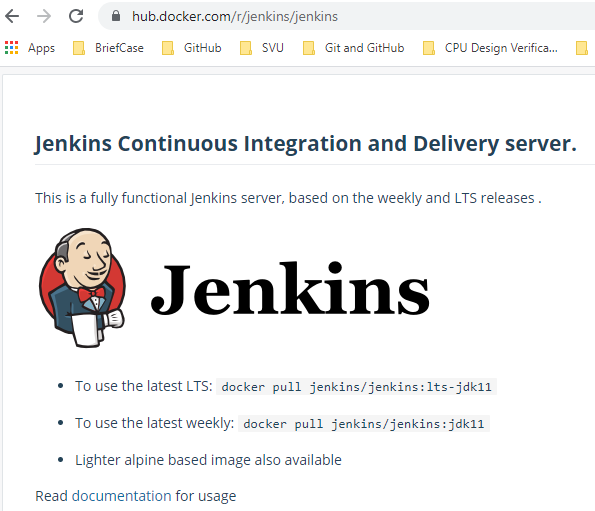 hub.docker.com/r/jenkins/jenkins
Apps BriefCase GitHub SVU Git and GitHub CPU Design Verifica...
Jenkins Continuous Integration and Delivery server.
This is a fully functional Jenkins server, based on the weekly and LTS releases .
Jenkins
• To use the latest LTS: docker pull jenkins/jenkins:lts-jdk11
• To use the latest weekly: docker pull jenkins/jenkins:jdk11
• Lighter alpine based image also available
Read documentation for usage